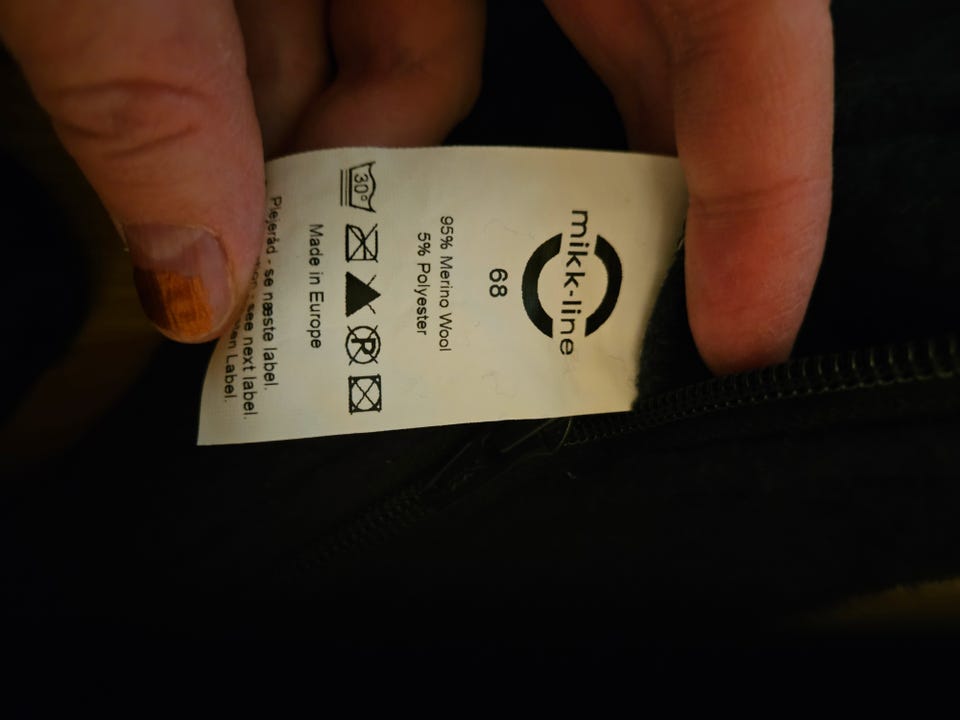 mikk-line
68
95% Merino Wool
5% Polyester
30°
P
Made in Europe
Plejeråd - se næste label.
see next label.
Label.